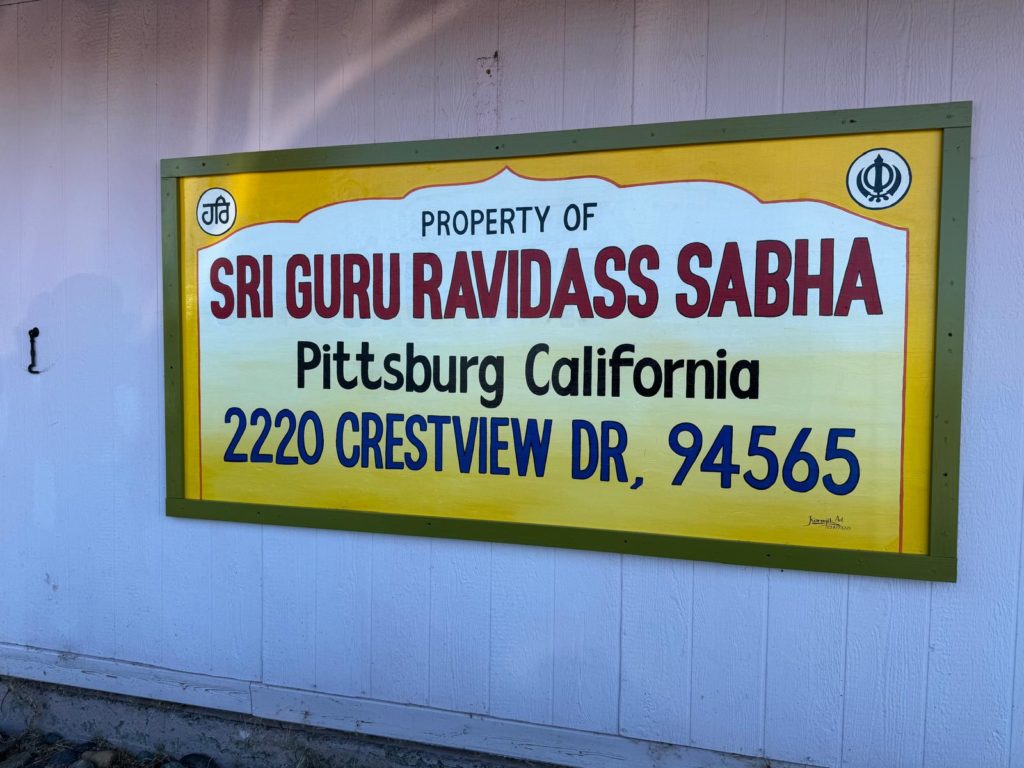 ਹਰਿ
PROPERTY OF
SRI GURU RAVIDASS SABHA
Pittsburg California
2220 CRESTVIEW DR, 94565